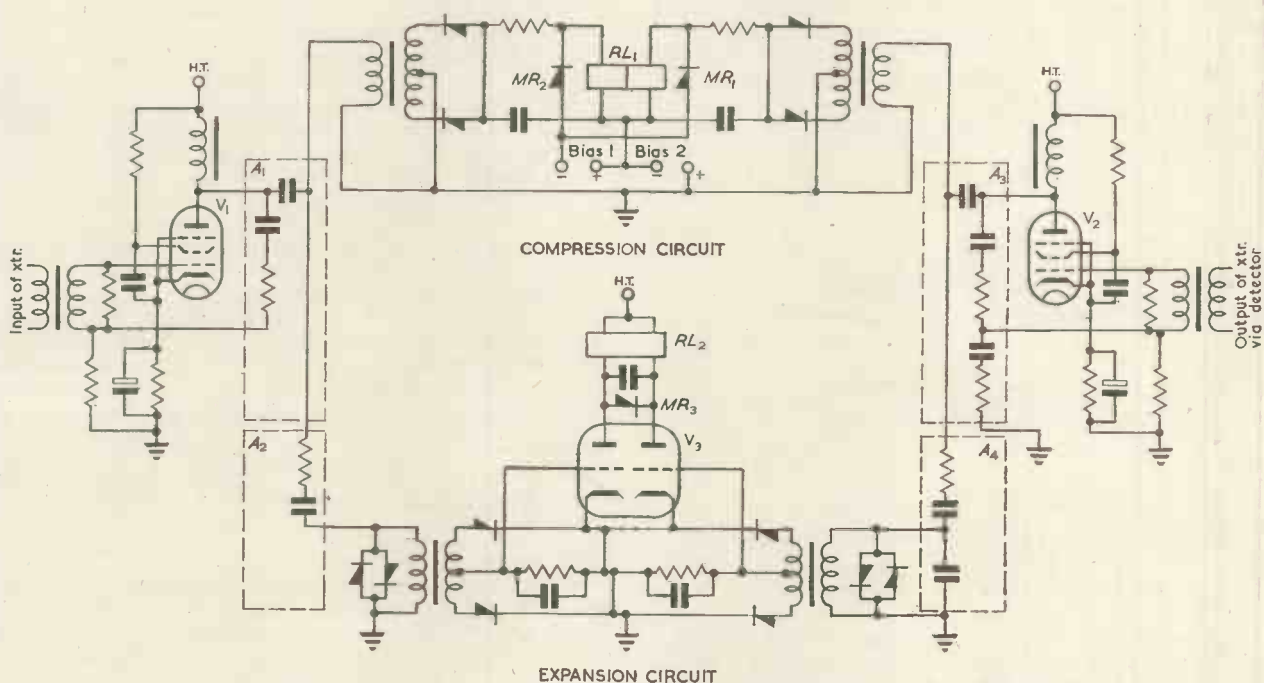 RL1
MR2
MR1
H.T.
H.T.
Bias 1
Bias 2
-
+
-
+
A1
A3
V1
V2
COMPRESSION CIRCUIT
Input of xtr.
Output of xtr.
via detector
H.T.
RL2
MR3
V3
A2
A4
EXPANSION CIRCUIT